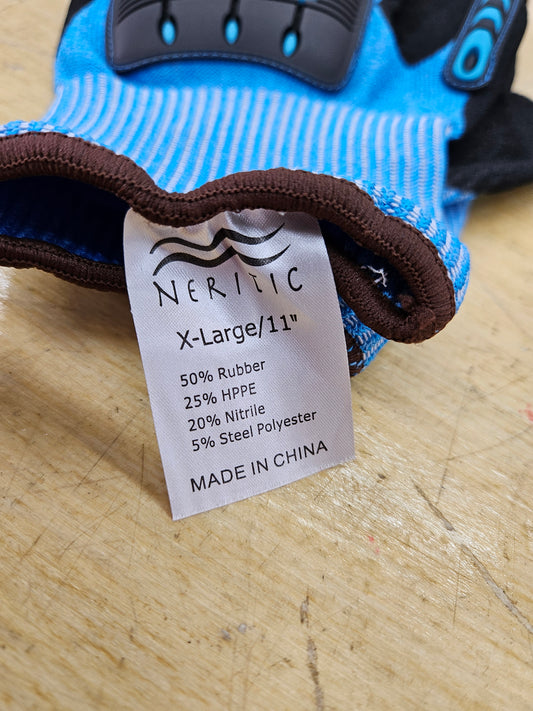 NERITIC
X-Large/11"
50% Rubber
25% HPPE
20% Nitrile
5% Steel Polyester
MADE IN CHINA